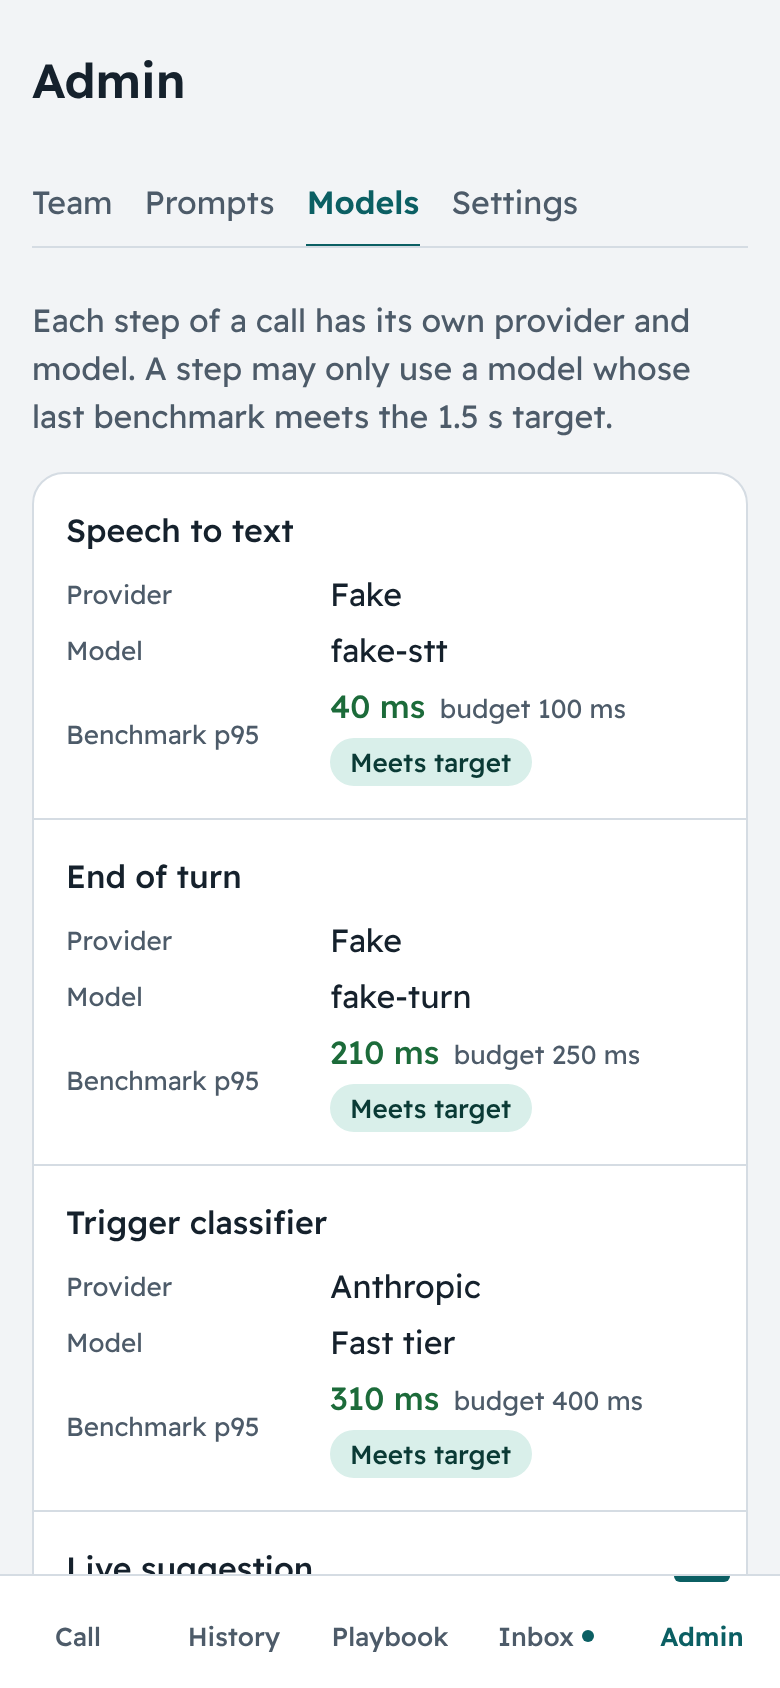 Admin
Team Prompts Models Settings
Each step of a call has its own provider and
model. A step may only use a model whose
last benchmark meets the 1.5 s target.
Speech to text
Provider Fake
Model fake-stt
Benchmark p95 40 ms budget 100 ms
Meets target
End of turn
Provider Fake
Model fake-turn
Benchmark p95 210 ms budget 250 ms
Meets target
Trigger classifier
Provider Anthropic
Model Fast tier
Benchmark p95 310 ms budget 400 ms
Meets target
Live suggestion
Call History Playbook Inbox Admin